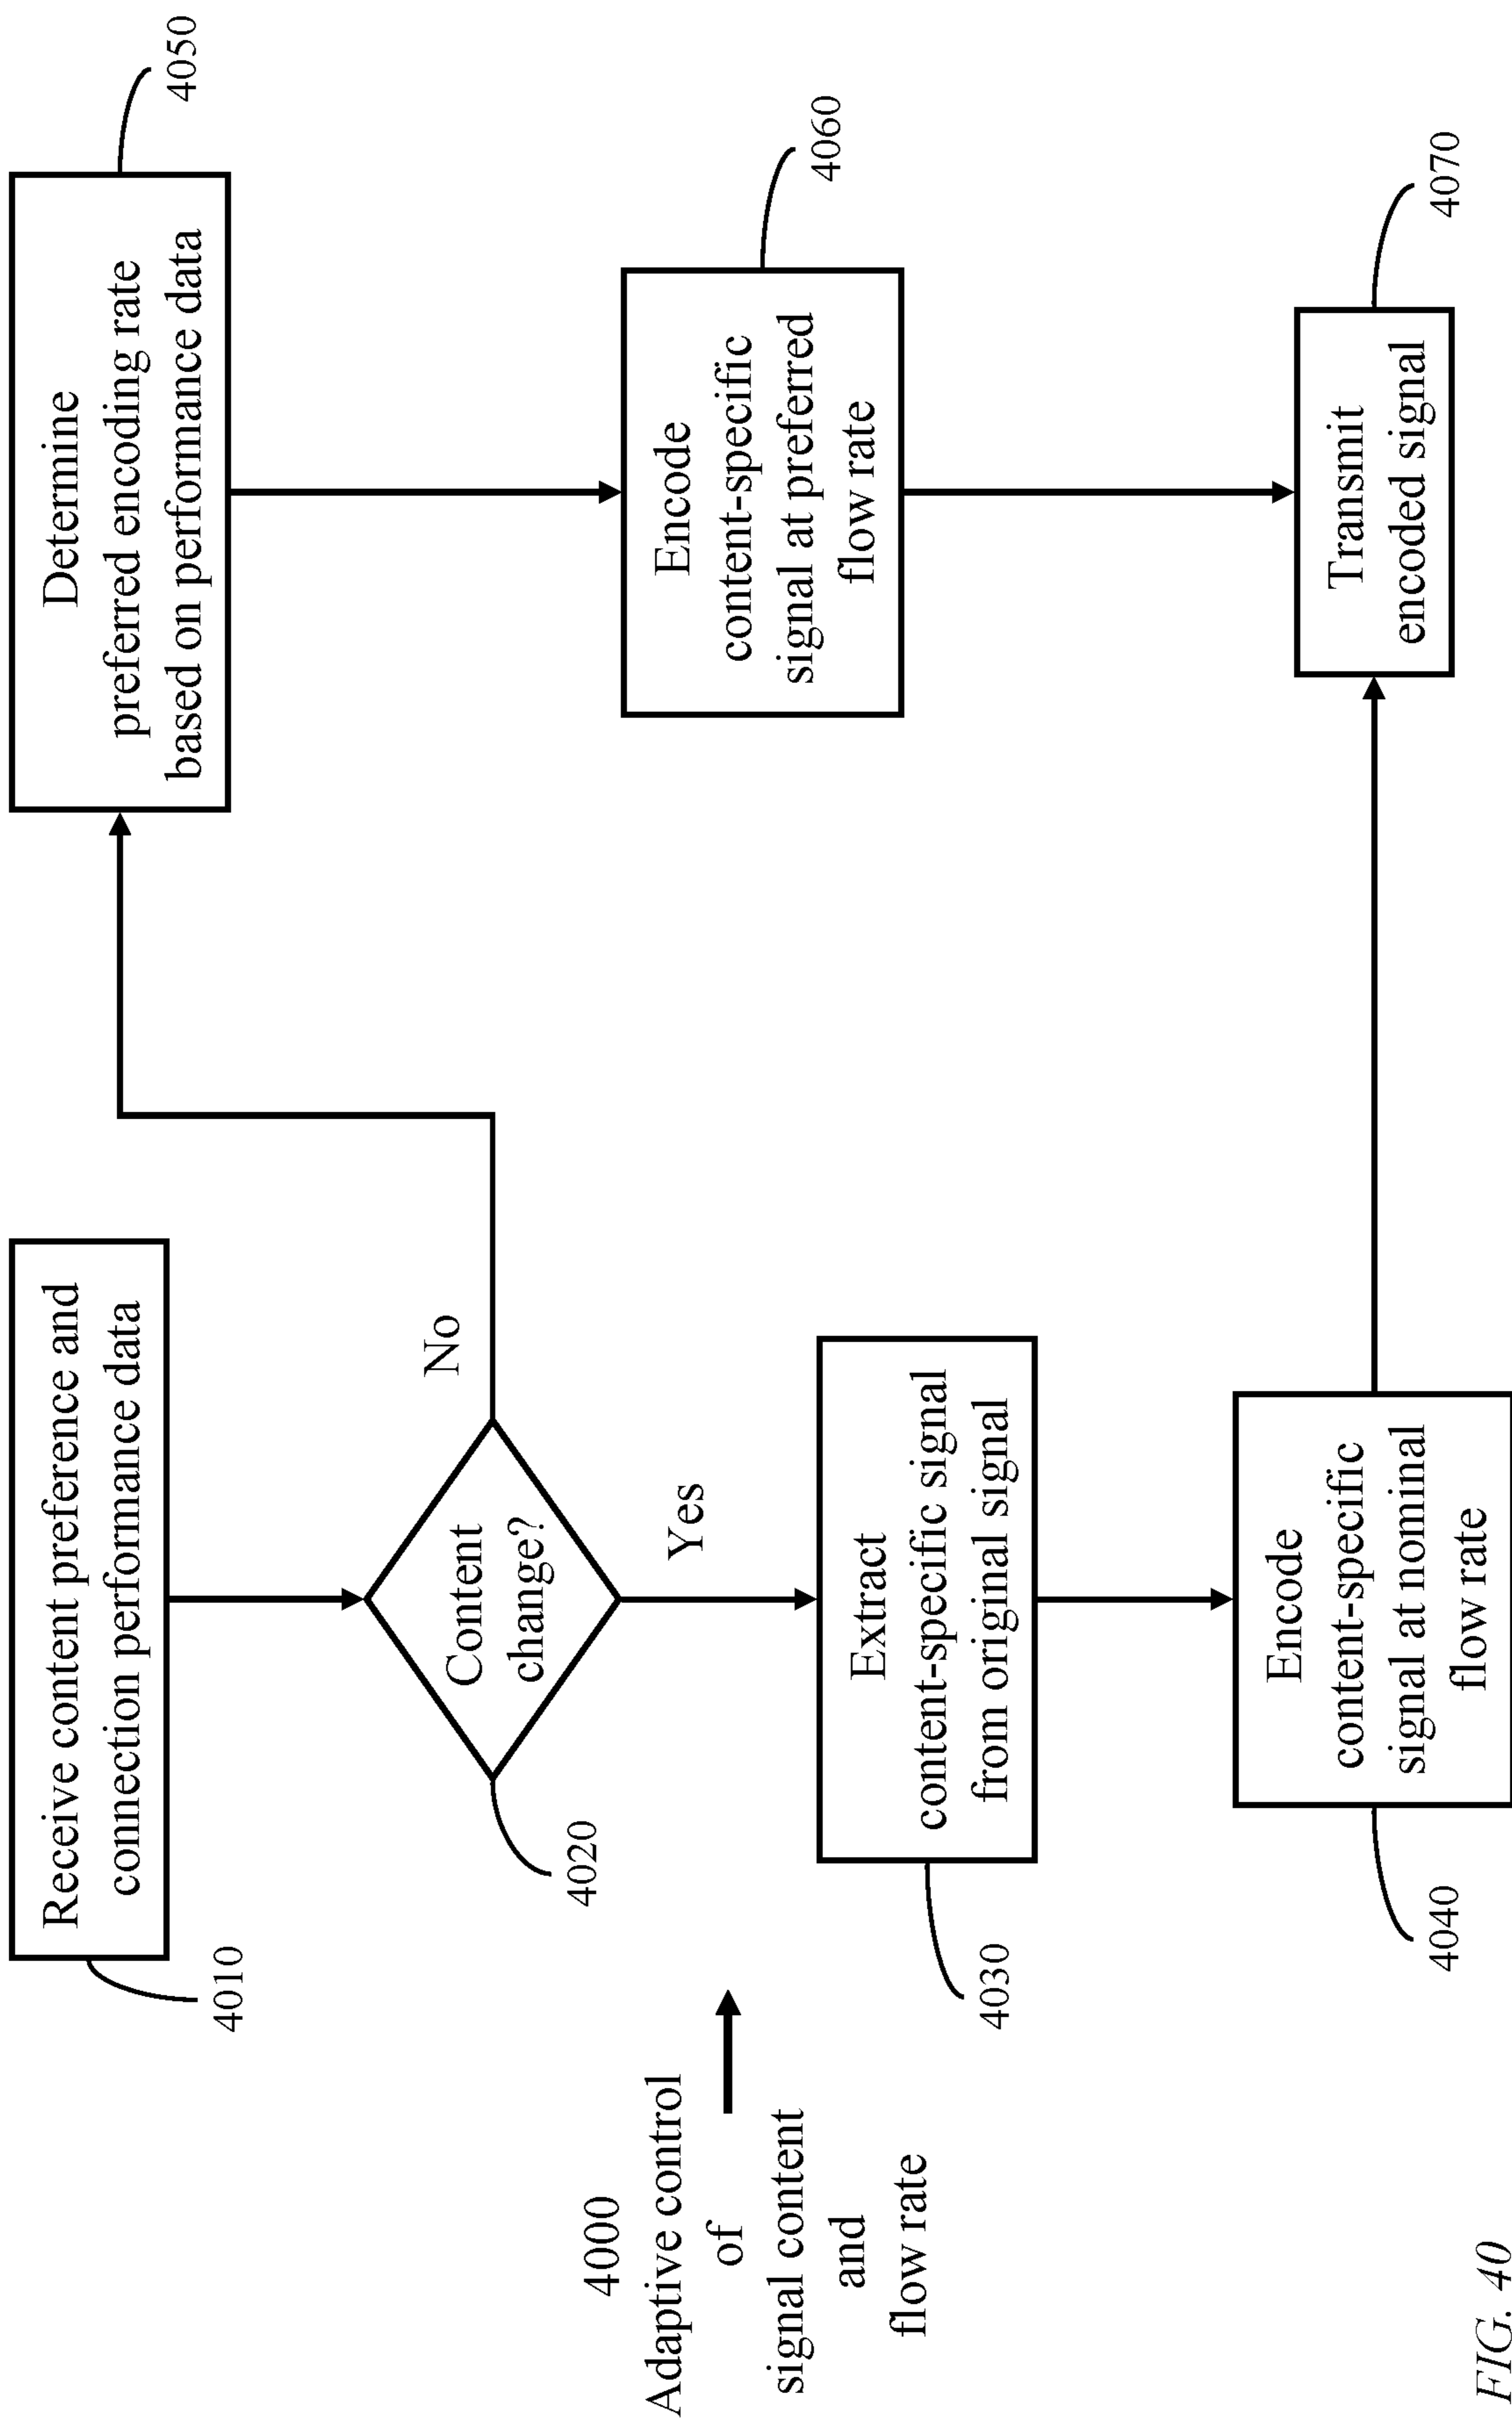 Receive content preference and
connection performance data
4010
Content
change?
4020
No
Yes
Extract
content-specific signal
from original signal
4030
Encode
content-specific
signal at nominal
flow rate
4040
Determine
preferred encoding rate
based on performance data
4050
Encode
content-specific
signal at preferred
flow rate
4060
Transmit
encoded signal
4070
4000
Adaptive control
of
signal content
and
flow rate
FIG. 40